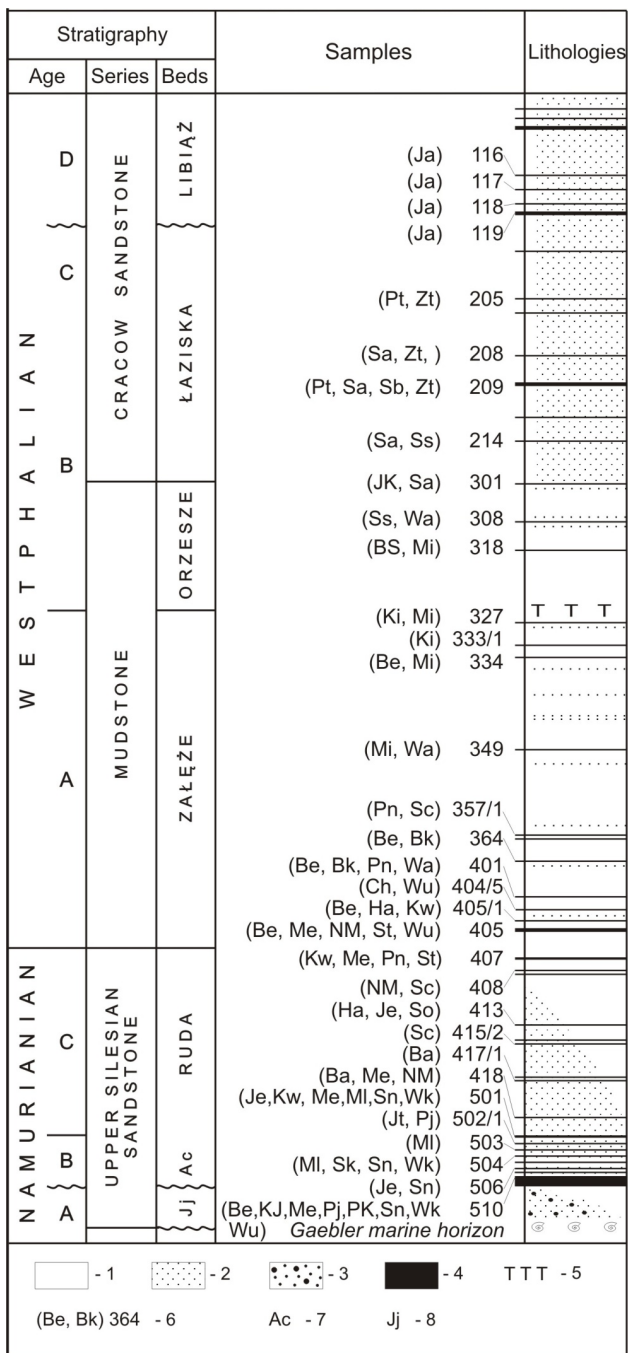 Stratigraphy
Samples
Lithologies
Age
Series
Beds
WESTPHALIAN
D
C
B
A
NAMURIANIAN
C
B
A
CRACOW SANDSTONE
MUDSTONE
UPPER SILESIAN
SANDSTONE
LIBIĄŻ
ŁAZISKA
ORZESZE
ZAŁĘŻE
RUDA
Ac
Jj
(Ja) 116
(Ja) 117
(Ja) 118
(Ja) 119
(Pt, Zt) 205
(Sa, Zt, ) 208
(Pt, Sa, Sb, Zt) 209
(Sa, Ss) 214
(JK, Sa) 301
(Ss, Wa) 308
(BS, Mi) 318
(Ki, Mi) 327
(Ki) 333/1
(Be, Mi) 334
(Mi, Wa) 349
(Pn, Sc) 357/1
(Be, Bk) 364
(Be, Bk, Pn, Wa) 401
(Ch, Wu) 404/5
(Be, Ha, Kw) 405/1
(Be, Me, NM, St, Wu) 405
(Kw, Me, Pn, St) 407
(NM, Sc) 408
(Ha, Je, So) 413
(Sc) 415/2
(Ba) 417/1
(Ba, Me, NM) 418
(Je,Kw, Me,Ml,Sn,Wk) 501
(Jt, Pj) 502/1
(Ml) 503
(Ml, Sk, Sn, Wk) 504
(Je, Sn) 506
(Be,KJ,Me,Pj,PK,Sn,Wk 510
Wu) Gaebler marine horizon
T T T
- 1
- 2
- 3
- 4
T T T - 5
(Be, Bk) 364 - 6
Ac - 7
Jj - 8